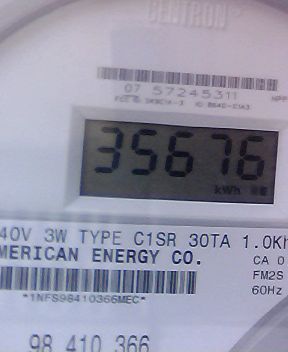 CENTRON
07 57245311
35676
kWh
40V 3W TYPE C1SR 30TA 1.0Kh
MERICAN ENERGY CO.
CA 0
FM2S
60Hz
*1NFS98410366MEC*
98 410 366